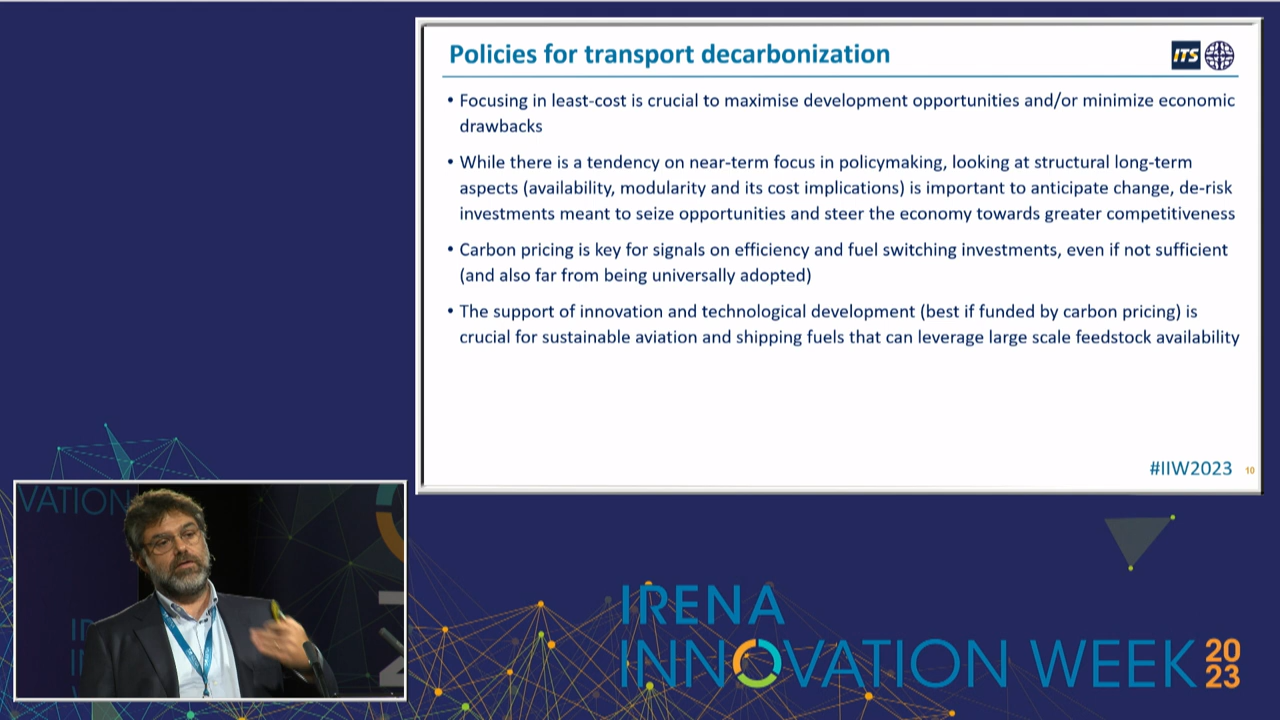 Policies for transport decarbonization
ITS
• Focusing in least-cost is crucial to maximise development opportunities and/or minimize economic
drawbacks
• While there is a tendency on near-term focus in policymaking, looking at structural long-term
aspects (availability, modularity and its cost implications) is important to anticipate change, de-risk
investments meant to seize opportunities and steer the economy towards greater competitiveness
• Carbon pricing is key for signals on efficiency and fuel switching investments, even if not sufficient
(and also far from being universally adopted)
• The support of innovation and technological development (best if funded by carbon pricing) is
crucial for sustainable aviation and shipping fuels that can leverage large scale feedstock availability
#IIW2023
10
VATION
IRENA
INNOVATION WEEK 20
23